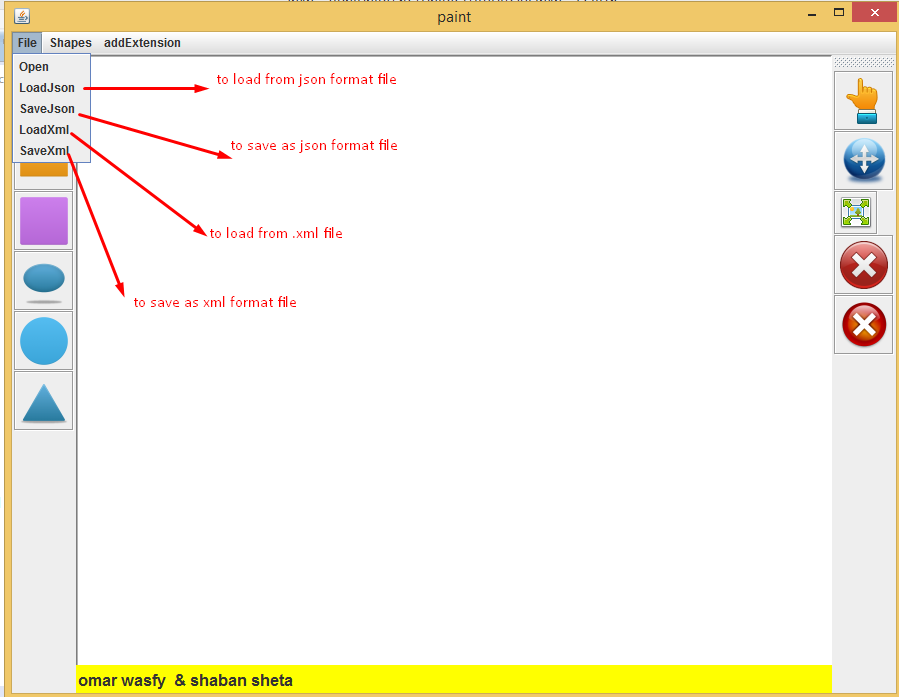 paint
File Shapes addExtension
Open
LoadJson
SaveJson
LoadXml
SaveXml
to load from json format file
to save as json format file
to load from .xml file
to save as xml format file
omar wasfy & shaban sheta